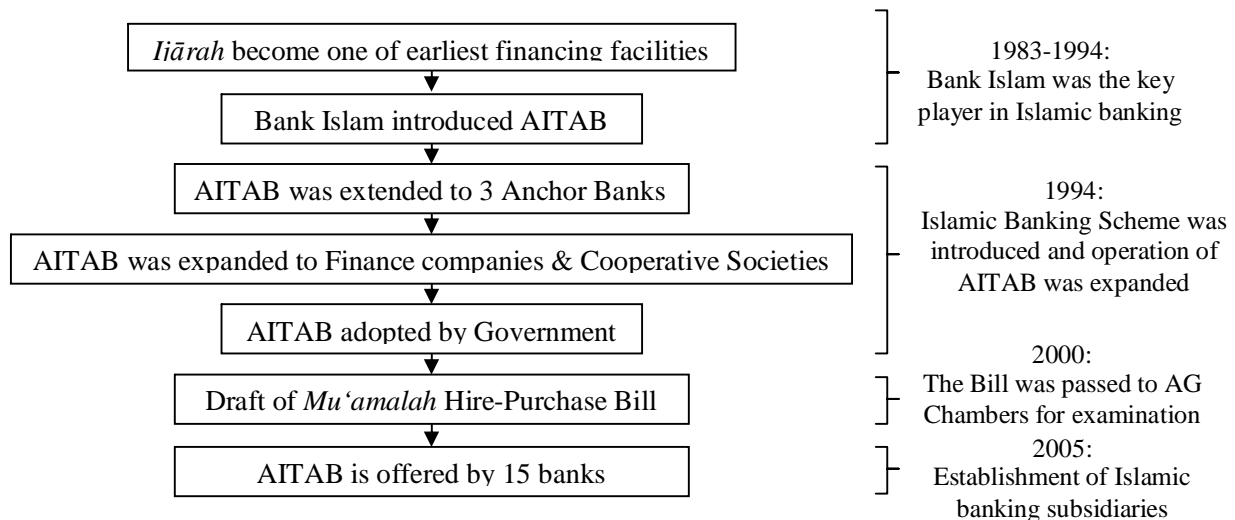 Ijārah become one of earliest financing facilities
Bank Islam introduced AITAB
1983-1994:
Bank Islam was the key
player in Islamic banking
AITAB was extended to 3 Anchor Banks
AITAB was expanded to Finance companies & Cooperative Societies
AITAB adopted by Government
1994:
Islamic Banking Scheme was
introduced and operation of
AITAB was expanded
Draft of Mu‘amalah Hire-Purchase Bill
2000:
The Bill was passed to AG
Chambers for examination
AITAB is offered by 15 banks
2005:
Establishment of Islamic
banking subsidiaries